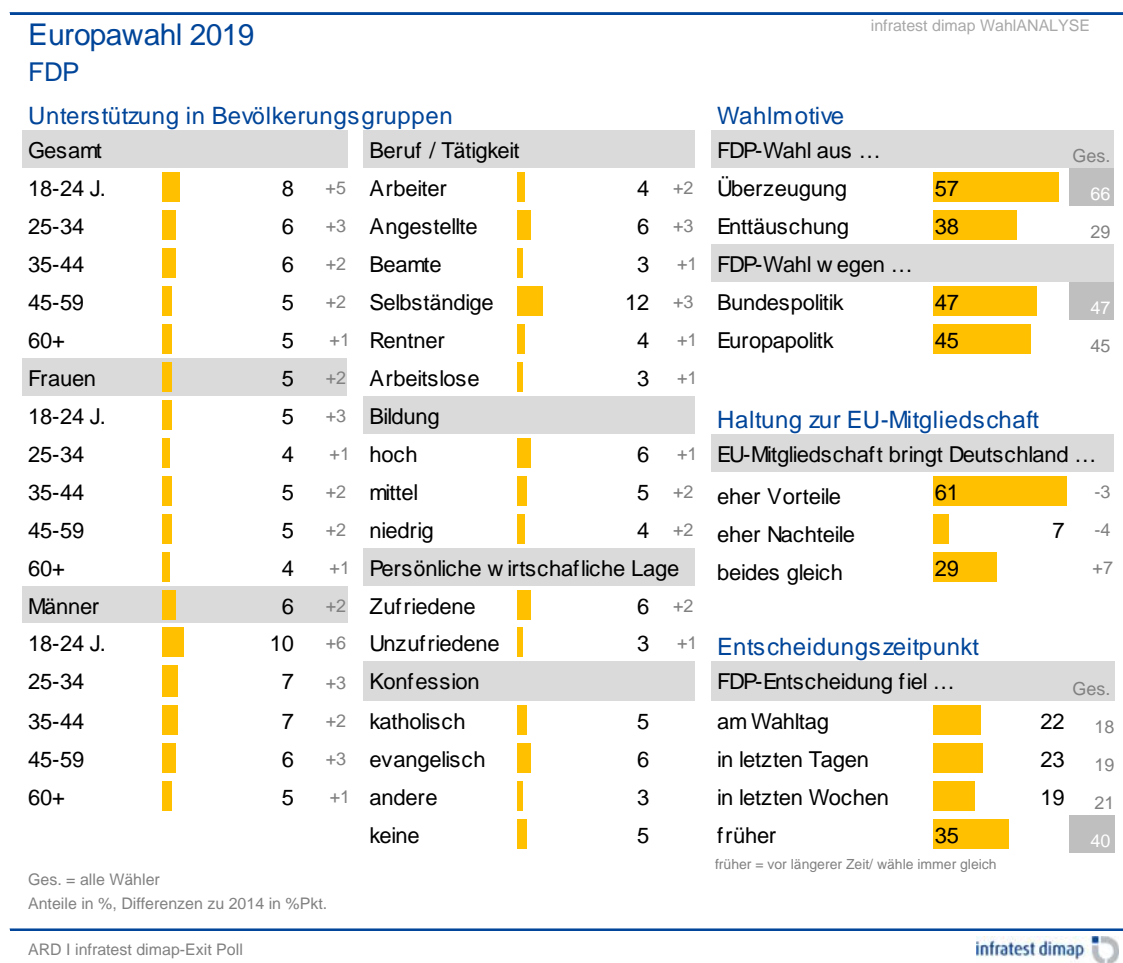 infratest dimap WahlANALYSE
Europawahl 2019
FDP
Unterstützung in Bevölkerungsgruppen
Gesamt
18-24 J. 8 +5
25-34 6 +3
35-44 6 +2
45-59 5 +2
60+ 5 +1
Frauen 5 +2
18-24 J. 5 +3
25-34 4 +1
35-44 5 +2
45-59 5 +2
60+ 4 +1
Männer 6 +2
18-24 J. 10 +6
25-34 7 +3
35-44 7 +2
45-59 6 +3
60+ 5 +1
Beruf / Tätigkeit
Arbeiter 4 +2
Angestellte 6 +3
Beamte 3 +1
Selbständige 12 +3
Rentner 4 +1
Arbeitslose 3 +1
Bildung
hoch 6 +1
mittel 5 +2
niedrig 4 +2
Persönliche wirtschafliche Lage
Zufriedene 6 +2
Unzufriedene 3 +1
Konfession
katholisch 5
evangelisch 6
andere 3
keine 5
Wahlmotive
FDP-Wahl aus … Ges.
Überzeugung 57 66
Enttäuschung 38 29
FDP-Wahl wegen …
Bundespolitik 47 47
Europapolitk 45 45
Haltung zur EU-Mitgliedschaft
EU-Mitgliedschaft bringt Deutschland …
eher Vorteile 61 -3
eher Nachteile 7 -4
beides gleich 29 +7
Entscheidungszeitpunkt
FDP-Entscheidung fiel … Ges.
am Wahltag 22 18
in letzten Tagen 23 19
in letzten Wochen 19 21
früher 35 40
früher = vor längerer Zeit/ wähle immer gleich
Ges. = alle Wähler
Anteile in %, Differenzen zu 2014 in %Pkt.
ARD I infratest dimap-Exit Poll
infratest dimap